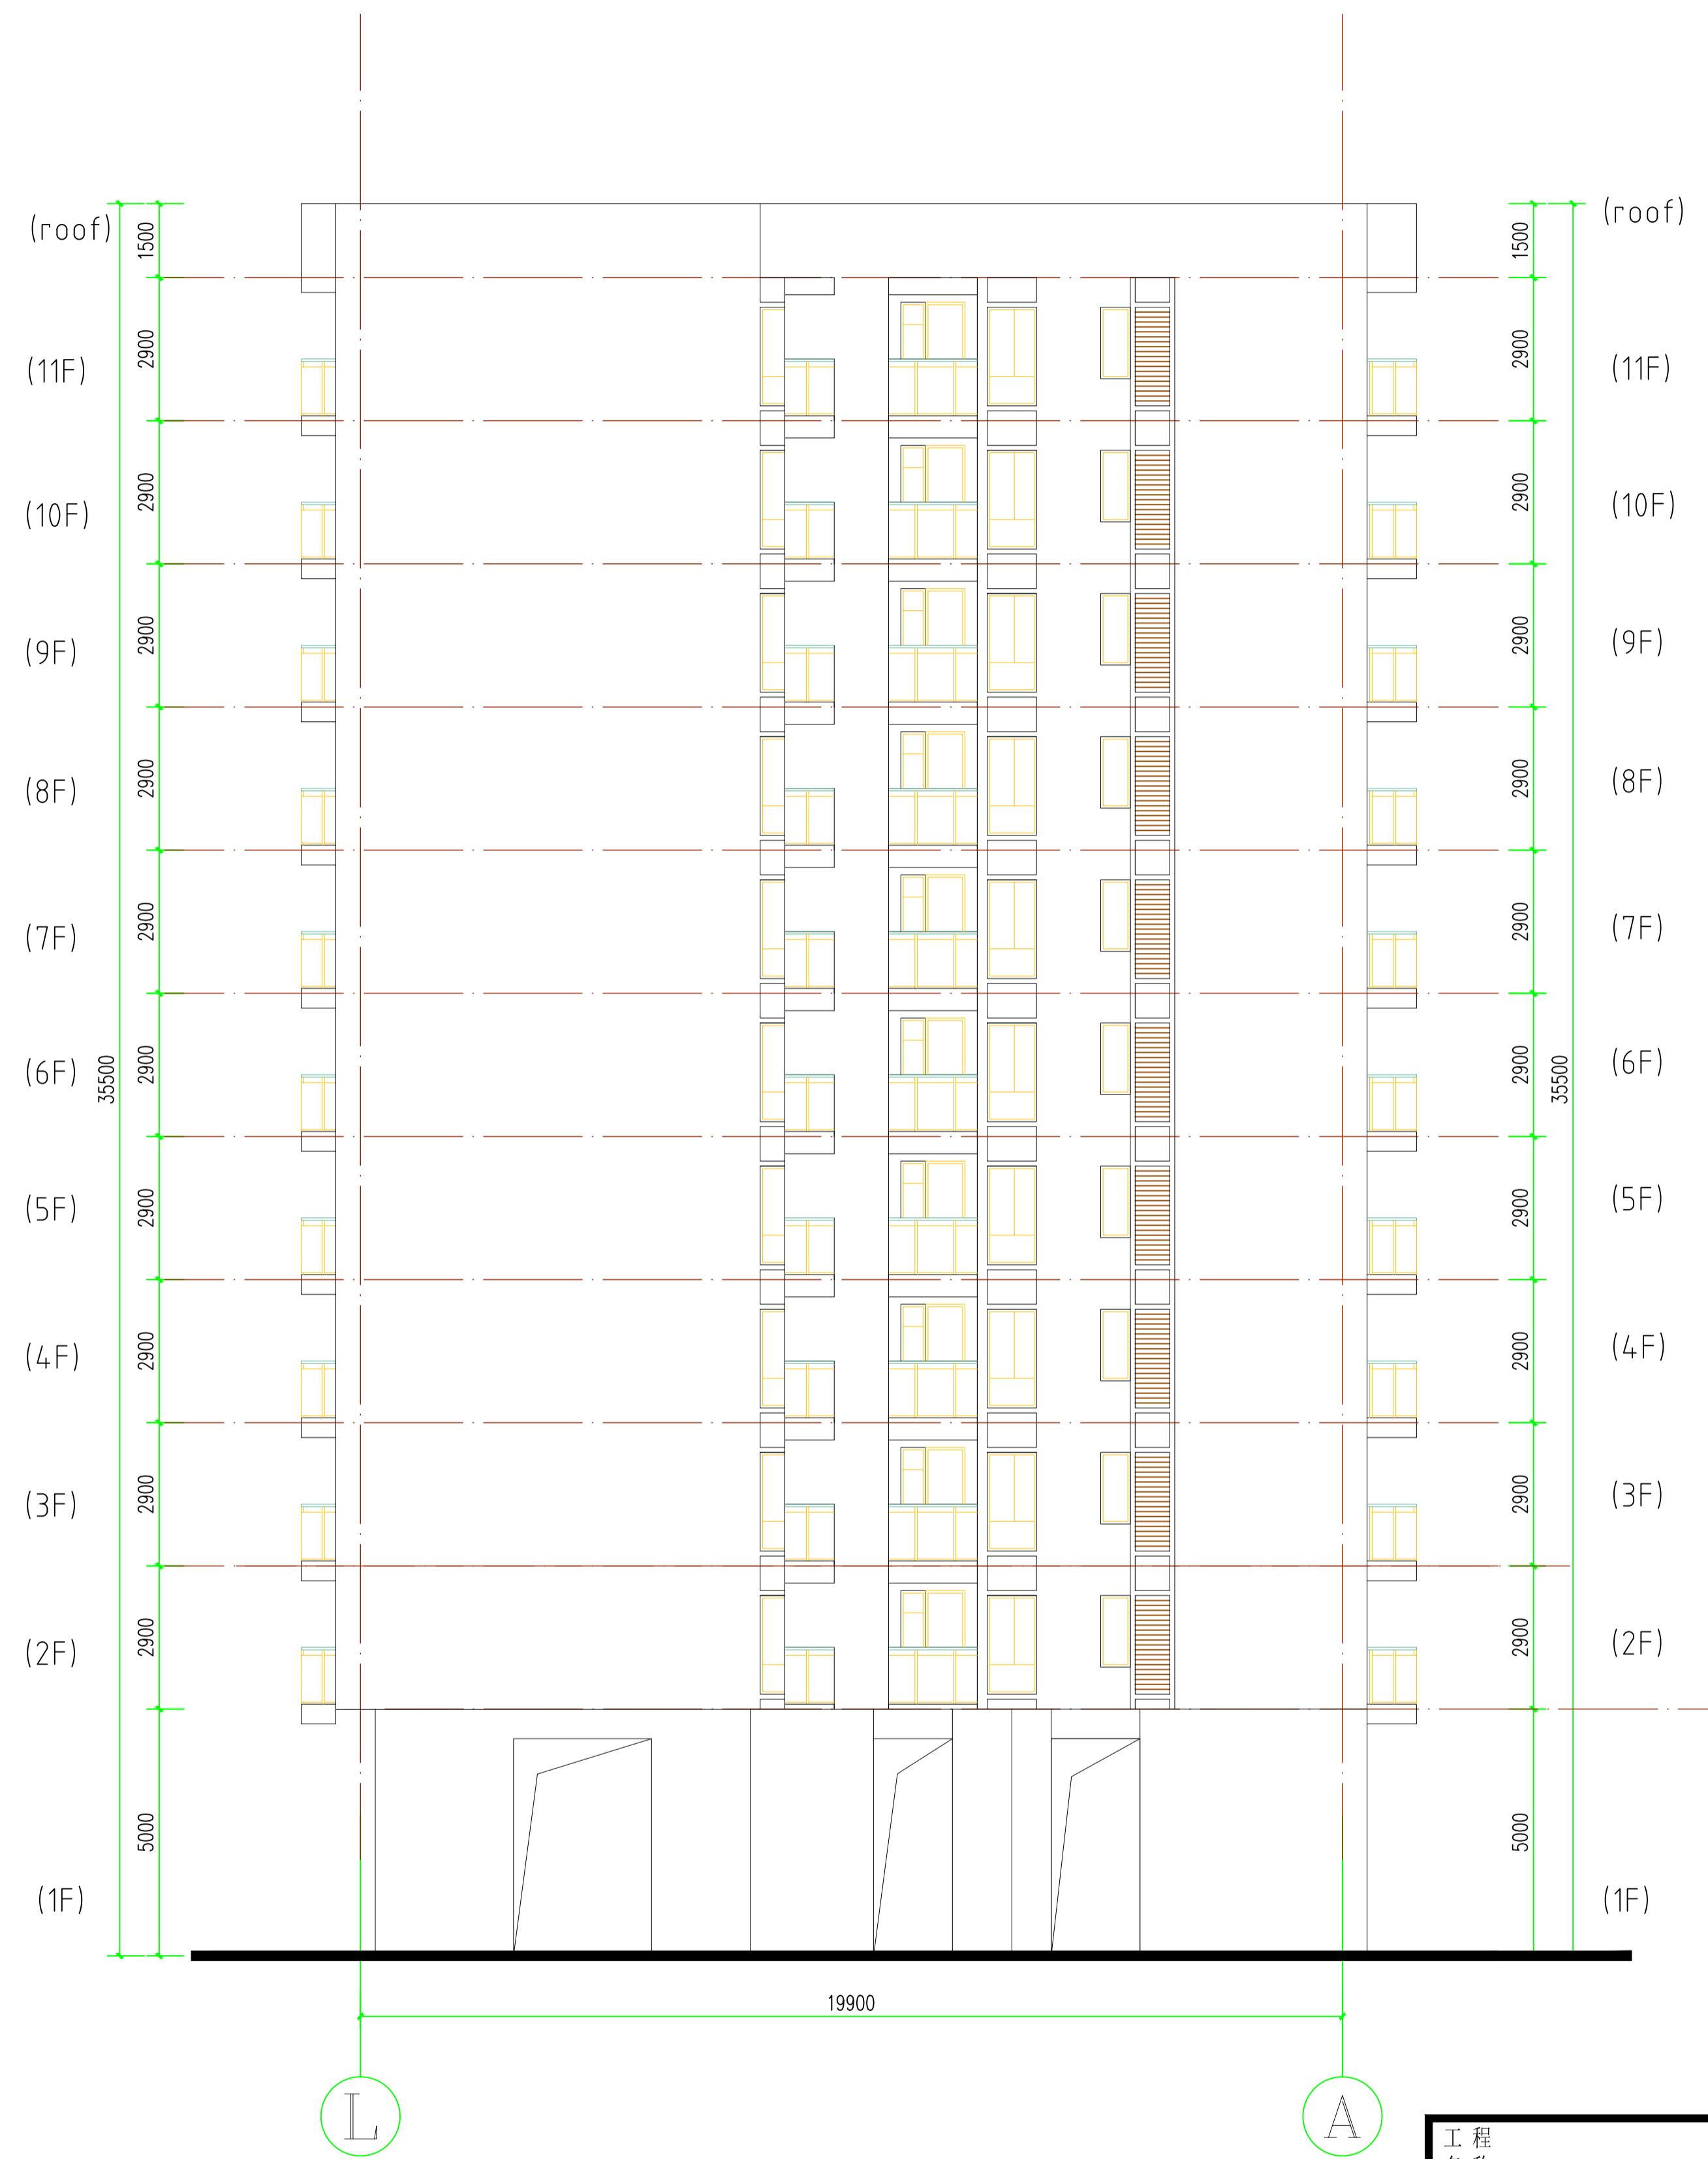 (roof) 1500 1500 (roof)
(11F) 2900 2900 (11F)
(10F) 2900 2900 (10F)
(9F) 2900 2900 (9F)
(8F) 2900 2900 (8F)
(7F) 2900 2900 (7F)
(6F) 35500 2900 2900 35500 (6F)
(5F) 2900 2900 (5F)
(4F) 2900 2900 (4F)
(3F) 2900 2900 (3F)
(2F) 2900 2900 (2F)
5000 5000
(1F) (1F)
19900
L A
工程